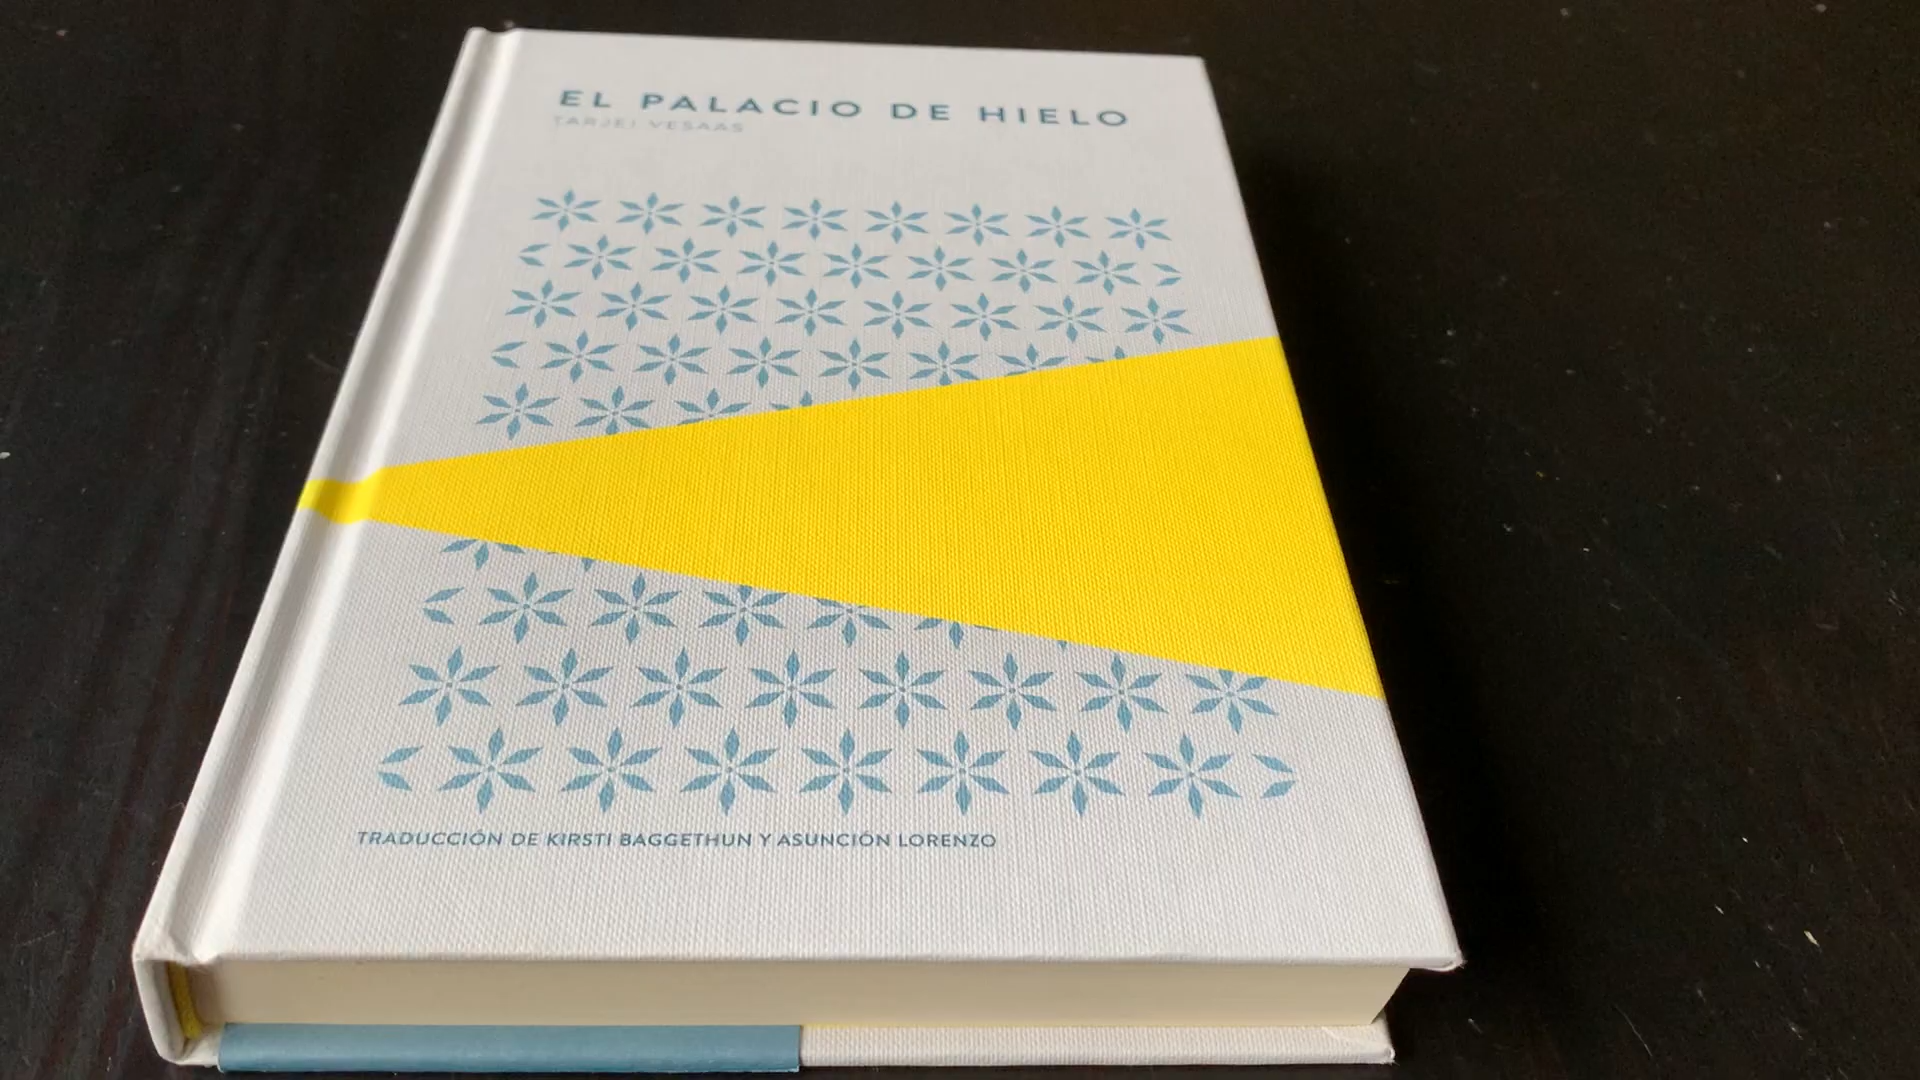 EL PALACIO DE HIELO
TARJEI VESAAS
TRADUCCIÓN DE KIRSTI BAGGETHUN Y ASUNCIÓN LORENZO